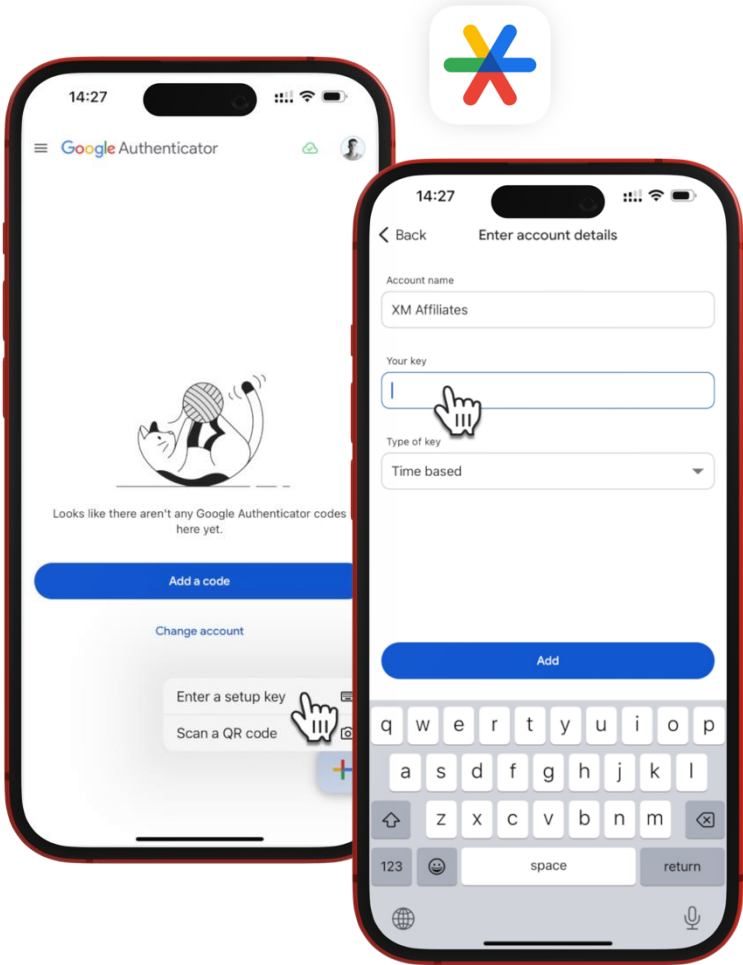 14:27
Google Authenticator
Looks like there aren't any Google Authenticator codes
here yet.
Add a code
Change account
Enter a setup key
Scan a QR code
14:27
Back
Enter account details
Account name
XM Affiliates
Your key
Type of key
Time based
Add
q w e r t y u i o p
a s d f g h j k l
z x c v b n m
123 space return